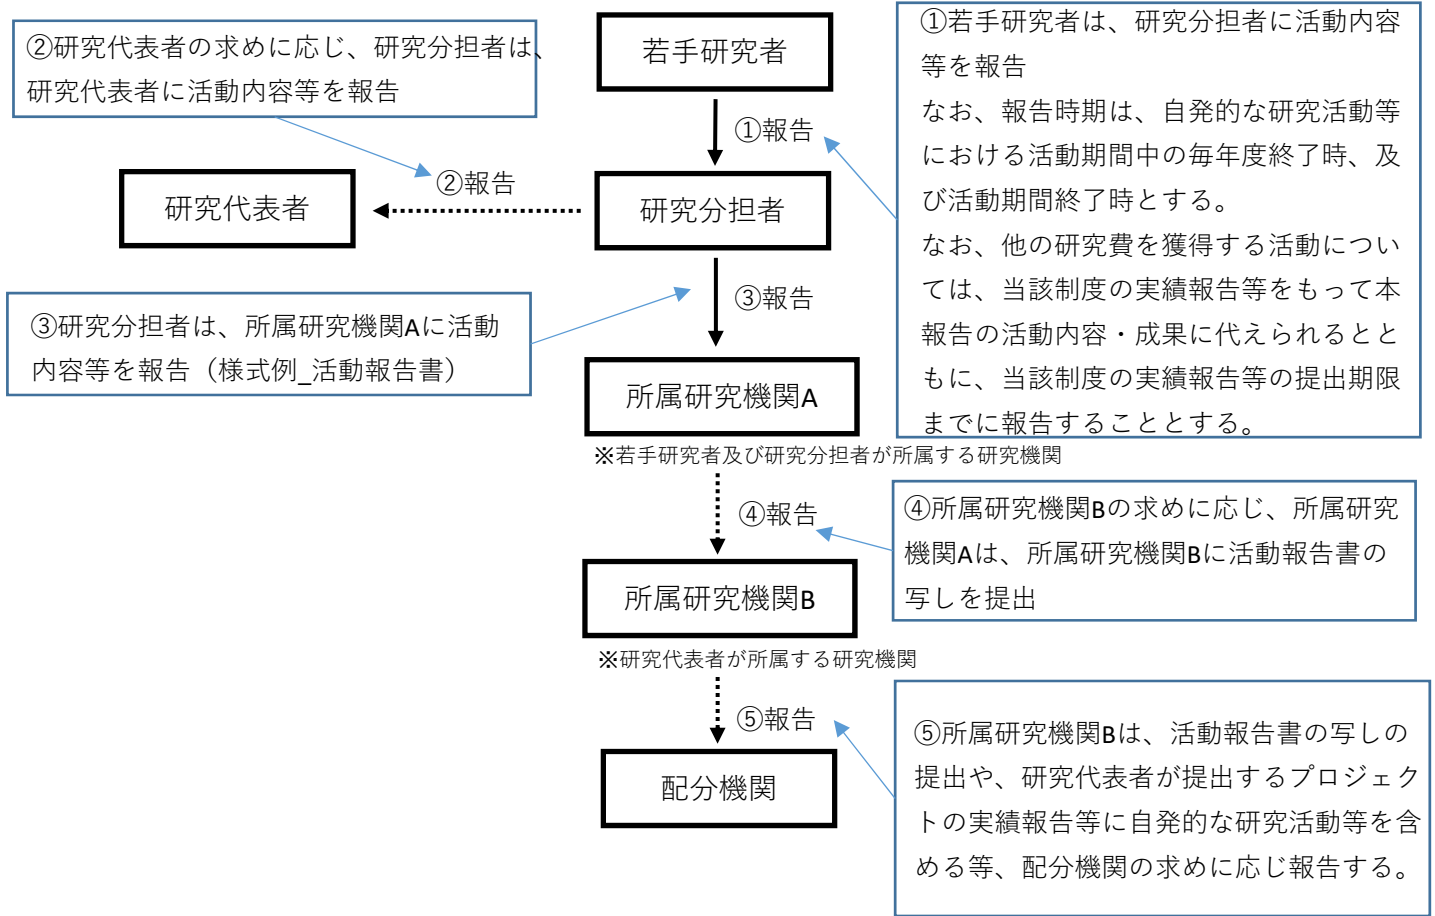 ②研究代表者の求めに応じ、研究分担者は、
研究代表者に活動内容等を報告
若手研究者
①若手研究者は、研究分担者に活動内容
等を報告
なお、報告時期は、自発的な研究活動等
における活動期間中の毎年度終了時、及
び活動期間終了時とする。
なお、他の研究費を獲得する活動につい
ては、当該制度の実績報告等をもって本
報告の活動内容・成果に代えられるとと
もに、当該制度の実績報告等の提出期限
までに報告することとする。
①報告
②報告
研究代表者
研究分担者
③報告
③研究分担者は、所属研究機関Aに活動
内容等を報告（様式例_活動報告書）
所属研究機関A
※若手研究者及び研究分担者が所属する研究機関
④報告
④所属研究機関Bの求めに応じ、所属研究
機関Aは、所属研究機関Bに活動報告書の
写しを提出
所属研究機関B
※研究代表者が所属する研究機関
⑤報告
⑤所属研究機関Bは、活動報告書の写しの
提出や、研究代表者が提出するプロジェク
トの実績報告等に自発的な研究活動等を含
める等、配分機関の求めに応じ報告する。
配分機関